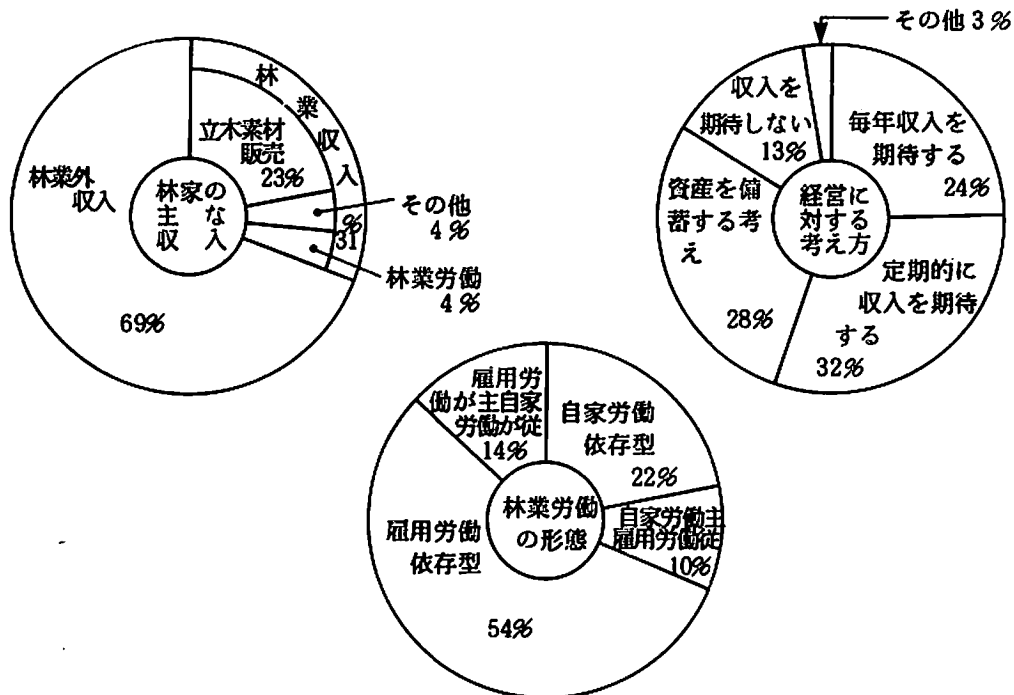 林業収入
立木素材
販売
23%
その他
4%
31%
林業労働
4%
林業外
収入
69%
林家の
主な
収入
その他 3%
毎年収入を
期待する
24%
定期的に
収入を期待
する
32%
資産を備
蓄する考
え
28%
収入を
期待しない
13%
経営に
対する
考え方
雇用労
働が主自家
労働が従
14%
自家労働
依存型
22%
自家労働主
雇用労働従
10%
雇用労働
依存型
54%
林業労働
の形態